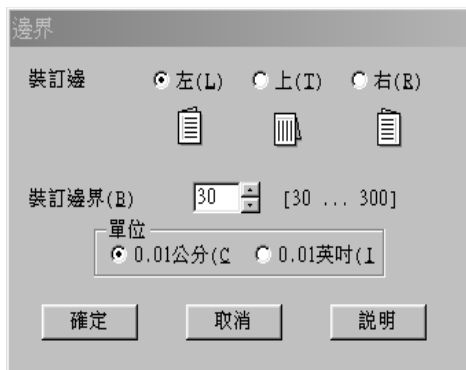 邊界
裝訂邊 左(L) 上(T) 右(R)
裝訂邊界(B) 30 [30 ... 300]
單位
0.01公分(C 0.01英吋(I
確定 取消 說明